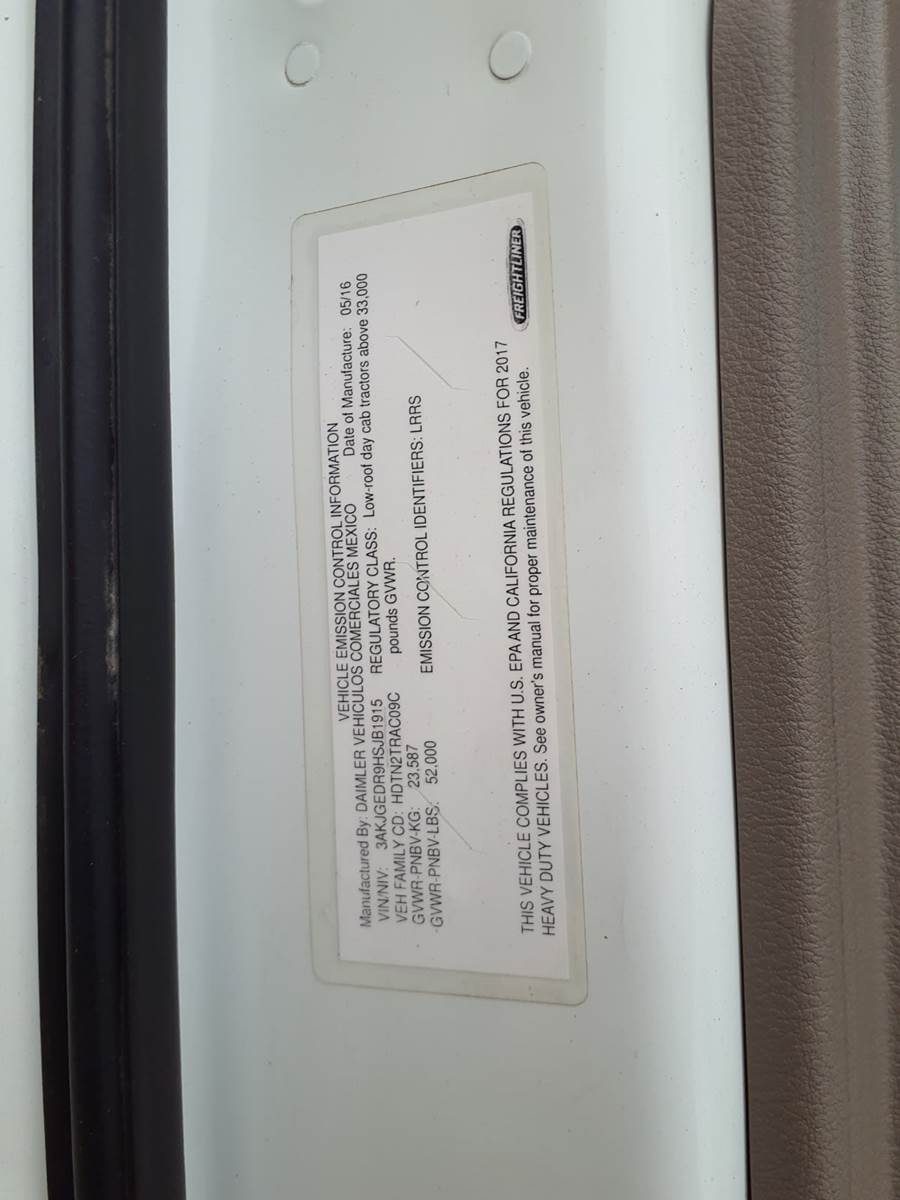 VEHICLE EMISSION CONTROL INFORMATION
Manufactured By: DAIMLER VEHICULOS COMERCIALES MEXICO Date of Manufacture: 05/16
VIN/NIV: 3AKJGEDR9HSJB1915 REGULATORY CLASS: Low-roof day cab tractors above 33,000
VEH FAMILY CD: HDTN2TRAC09C pounds GVWR.
GVWR-PNBV-KG: 23,587
GVWR-PNBV-LBS: 52,000 EMISSION CONTROL IDENTIFIERS: LRRS
THIS VEHICLE COMPLIES WITH U.S. EPA AND CALIFORNIA REGULATIONS FOR 2017
HEAVY DUTY VEHICLES. See owner's manual for proper maintenance of this vehicle.
FREIGHTLINER